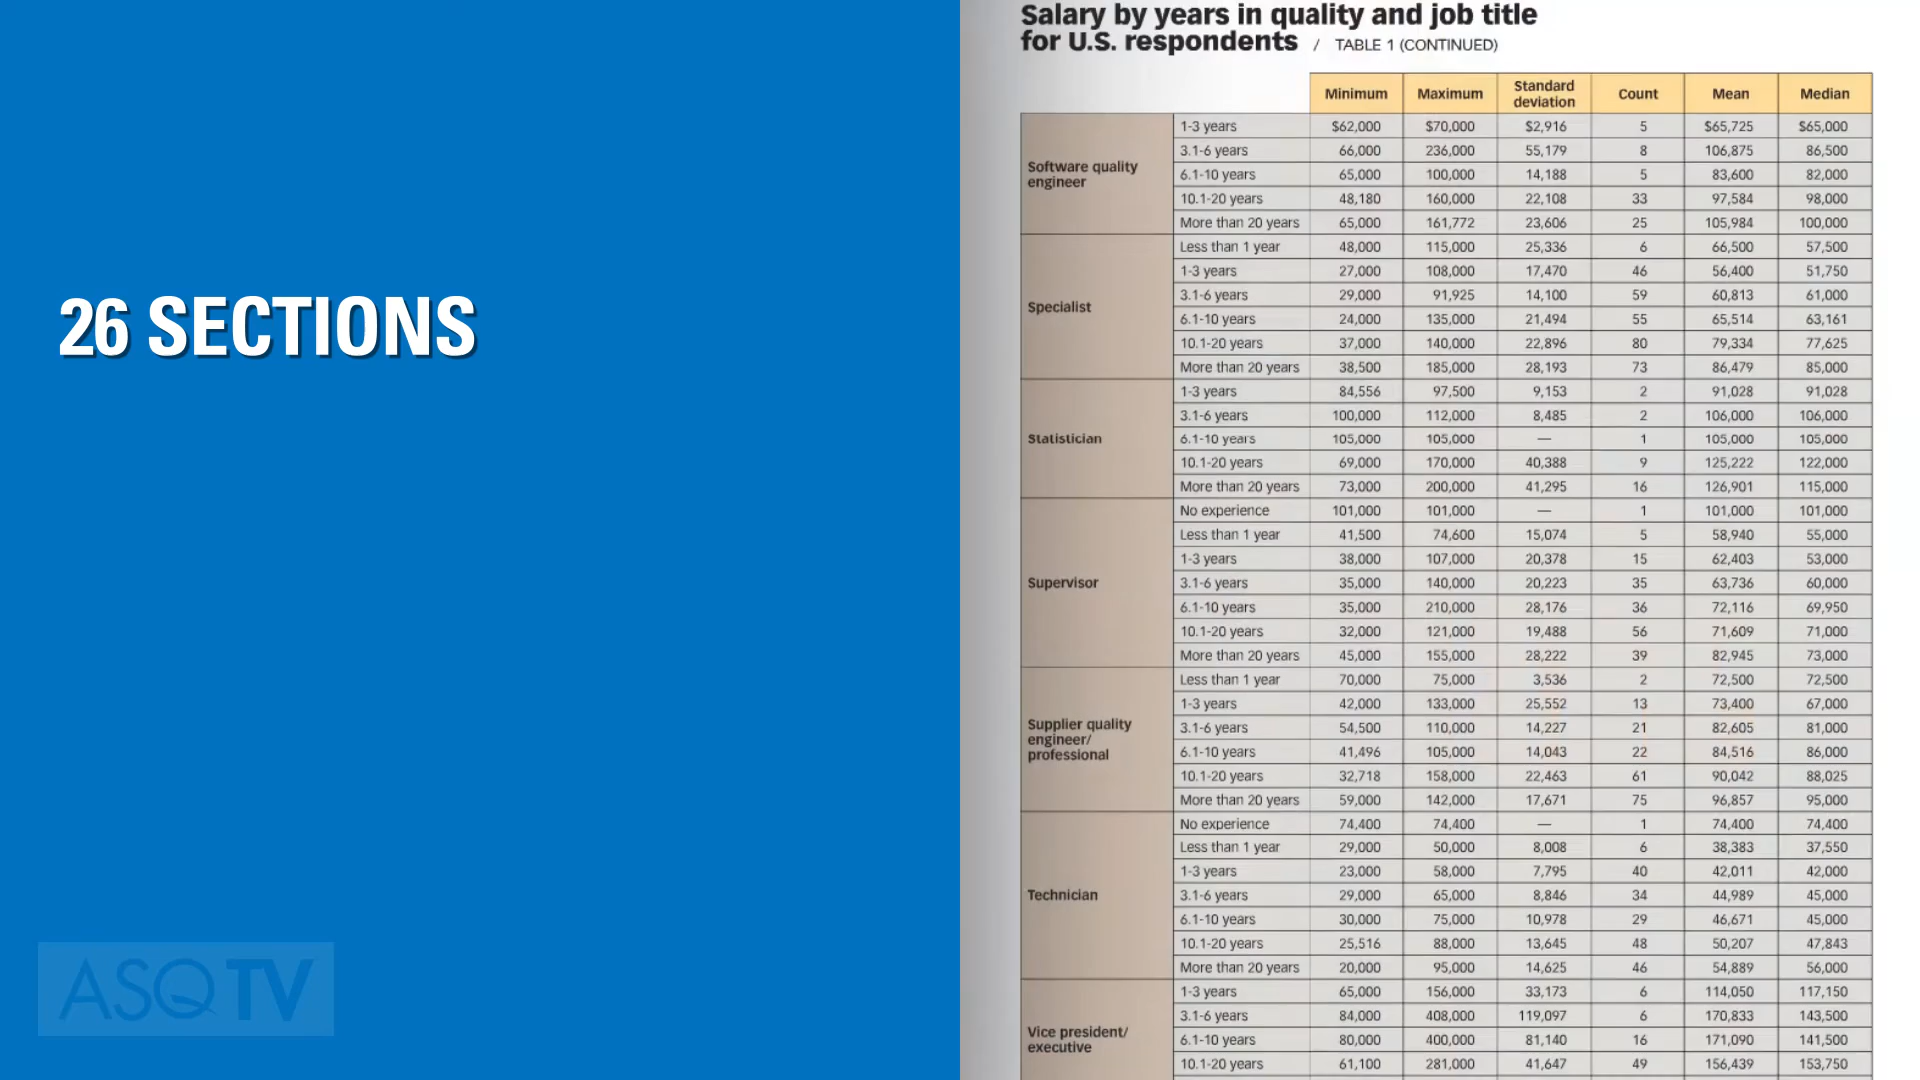 26 SECTIONS
ASQ TV
Salary by years in quality and job title
for U.S. respondents / TABLE 1 (CONTINUED)
Minimum Maximum Standard deviation Count Mean Median
Software quality engineer
1-3 years $62,000 $70,000 $2,916 5 $65,725 $65,000
3.1-6 years 66,000 236,000 55,179 8 106,875 86,500
6.1-10 years 65,000 100,000 14,188 5 83,600 82,000
10.1-20 years 48,180 160,000 22,108 33 97,584 98,000
More than 20 years 65,000 161,772 23,606 25 105,984 100,000
Specialist
Less than 1 year 48,000 115,000 25,336 6 66,500 57,500
1-3 years 27,000 108,000 17,470 46 56,400 51,750
3.1-6 years 29,000 91,925 14,100 59 60,813 61,000
6.1-10 years 24,000 135,000 21,494 55 65,514 63,161
10.1-20 years 37,000 140,000 22,896 80 79,334 77,625
More than 20 years 38,500 185,000 28,193 73 86,479 85,000
Statistician
1-3 years 84,556 97,500 9,153 2 91,028 91,028
3.1-6 years 100,000 112,000 8,485 2 106,000 106,000
6.1-10 years 105,000 105,000 — 1 105,000 105,000
10.1-20 years 69,000 170,000 40,388 9 125,222 122,000
More than 20 years 73,000 200,000 41,295 16 126,901 115,000
Supervisor
No experience 101,000 101,000 — 1 101,000 101,000
Less than 1 year 41,500 74,600 15,074 5 58,940 55,000
1-3 years 38,000 107,000 20,378 15 62,403 53,000
3.1-6 years 35,000 140,000 20,223 35 63,736 60,000
6.1-10 years 35,000 210,000 28,176 36 72,116 69,950
10.1-20 years 32,000 121,000 19,488 56 71,609 71,000
More than 20 years 45,000 155,000 28,222 39 82,945 73,000
Supplier quality engineer/ professional
Less than 1 year 70,000 75,000 3,536 2 72,500 72,500
1-3 years 42,000 133,000 25,552 13 73,400 67,000
3.1-6 years 54,500 110,000 14,227 21 82,605 81,000
6.1-10 years 41,496 105,000 14,043 22 84,516 86,000
10.1-20 years 32,718 158,000 22,463 61 90,042 88,025
More than 20 years 59,000 142,000 17,671 75 96,857 95,000
Technician
No experience 74,400 74,400 — 1 74,400 74,400
Less than 1 year 29,000 50,000 8,008 6 38,383 37,550
1-3 years 23,000 58,000 7,795 40 42,011 42,000
3.1-6 years 29,000 65,000 8,846 34 44,989 45,000
6.1-10 years 30,000 75,000 10,978 29 46,671 45,000
10.1-20 years 25,516 88,000 13,645 48 50,207 47,843
More than 20 years 20,000 95,000 14,625 46 54,889 56,000
Vice president/ executive
1-3 years 65,000 156,000 33,173 6 114,050 117,150
3.1-6 years 84,000 408,000 119,097 6 170,833 143,500
6.1-10 years 80,000 400,000 81,140 16 171,090 141,500
10.1-20 years 61,100 281,000 41,647 49 156,439 153,750